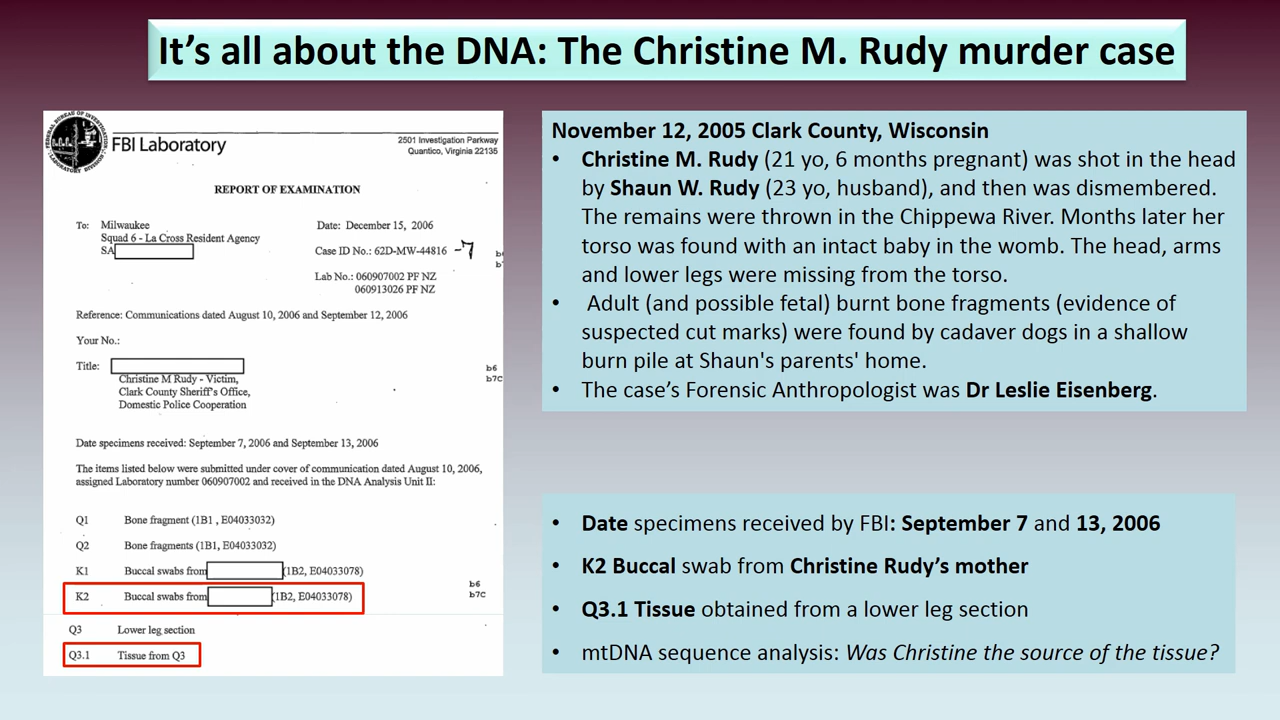 It's all about the DNA: The Christine M. Rudy murder case
FBI Laboratory
2501 Investigation Parkway
Quantico, Virginia 22135
REPORT OF EXAMINATION
To: Milwaukee
Squad 6 - La Cross Resident Agency
SA
Date: December 15, 2006
Case ID No.: 62D-MW-44816 -7
Lab No.: 060907002 PF NZ
060913026 PF NZ
Reference: Communications dated August 10, 2006 and September 12, 2006
Your No.:
Title:
b6
b7C
Christine M Rudy - Victim,
Clark County Sheriff's Office,
Domestic Police Cooperation
Date specimens received: September 7, 2006 and September 13, 2006
The items listed below were submitted under cover of communication dated August 10, 2006,
assigned Laboratory number 060907002 and received in the DNA Analysis Unit II:
Q1 Bone fragment (1B1 , E04033032)
Q2 Bone fragments (1B1, E04033032)
K1 Buccal swabs from (1B2, E04033078)
K2 Buccal swabs from (1B2, E04033078)
b6
b7C
Q3 Lower leg section
Q3.1 Tissue from Q3
November 12, 2005 Clark County, Wisconsin
• Christine M. Rudy (21 yo, 6 months pregnant) was shot in the head
by Shaun W. Rudy (23 yo, husband), and then was dismembered.
The remains were thrown in the Chippewa River. Months later her
torso was found with an intact baby in the womb. The head, arms
and lower legs were missing from the torso.
• Adult (and possible fetal) burnt bone fragments (evidence of
suspected cut marks) were found by cadaver dogs in a shallow
burn pile at Shaun's parents' home.
• The case's Forensic Anthropologist was Dr Leslie Eisenberg.
• Date specimens received by FBI: September 7 and 13, 2006
• K2 Buccal swab from Christine Rudy's mother
• Q3.1 Tissue obtained from a lower leg section
• mtDNA sequence analysis: Was Christine the source of the tissue?